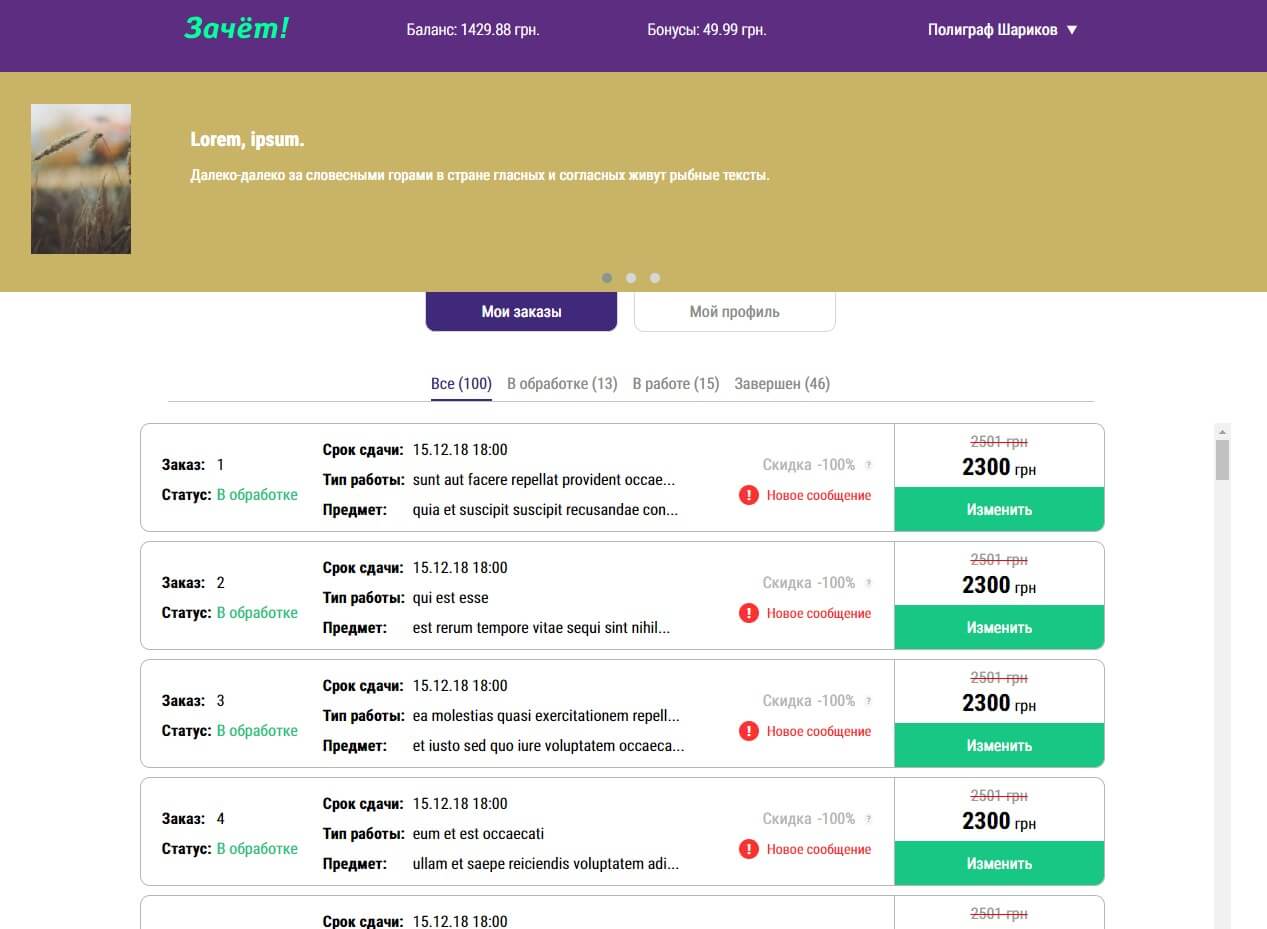 Зачёт! Баланс: 1429.88 грн. Бонусы: 49.99 грн. Полиграф Шариков ▼
Lorem, ipsum.
Далеко-далеко за словесными горами в стране гласных и согласных живут рыбные тексты.
Мои заказы Мой профиль
Все (100) В обработке (13) В работе (15) Завершен (46)
Заказ: 1
Статус: В обработке
Срок сдачи: 15.12.18 18:00
Тип работы: sunt aut facere repellat provident occae...
Предмет: quia et suscipit suscipit recusandae con...
Скидка -100% ?
! Новое сообщение
2501 грн
2300 грн
Изменить
Заказ: 2
Статус: В обработке
Срок сдачи: 15.12.18 18:00
Тип работы: qui est esse
Предмет: est rerum tempore vitae sequi sint nihil...
Скидка -100% ?
! Новое сообщение
2501 грн
2300 грн
Изменить
Заказ: 3
Статус: В обработке
Срок сдачи: 15.12.18 18:00
Тип работы: ea molestias quasi exercitationem repell...
Предмет: et iusto sed quo iure voluptatem occaeca...
Скидка -100% ?
! Новое сообщение
2501 грн
2300 грн
Изменить
Заказ: 4
Статус: В обработке
Срок сдачи: 15.12.18 18:00
Тип работы: eum et est occaecati
Предмет: ullam et saepe reiciendis voluptatem adi...
Скидка -100% ?
! Новое сообщение
2501 грн
2300 грн
Изменить
Срок сдачи: 15.12.18 18:00
2501 грн